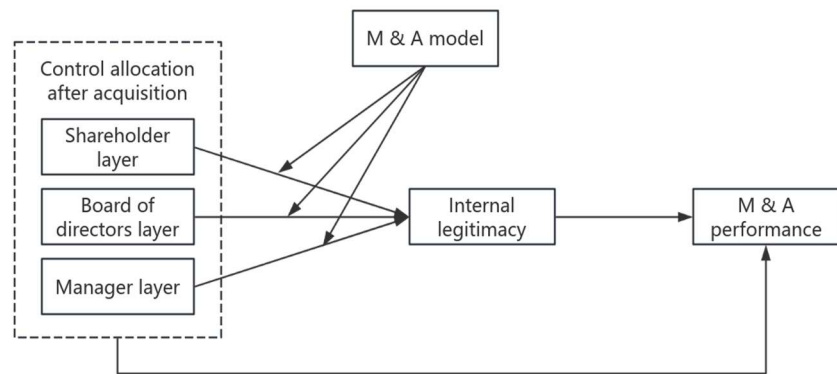 M & A model
Control allocation
after acquisition
Shareholder
layer
Board of
directors layer
Manager layer
Internal
legitimacy
M & A
performance